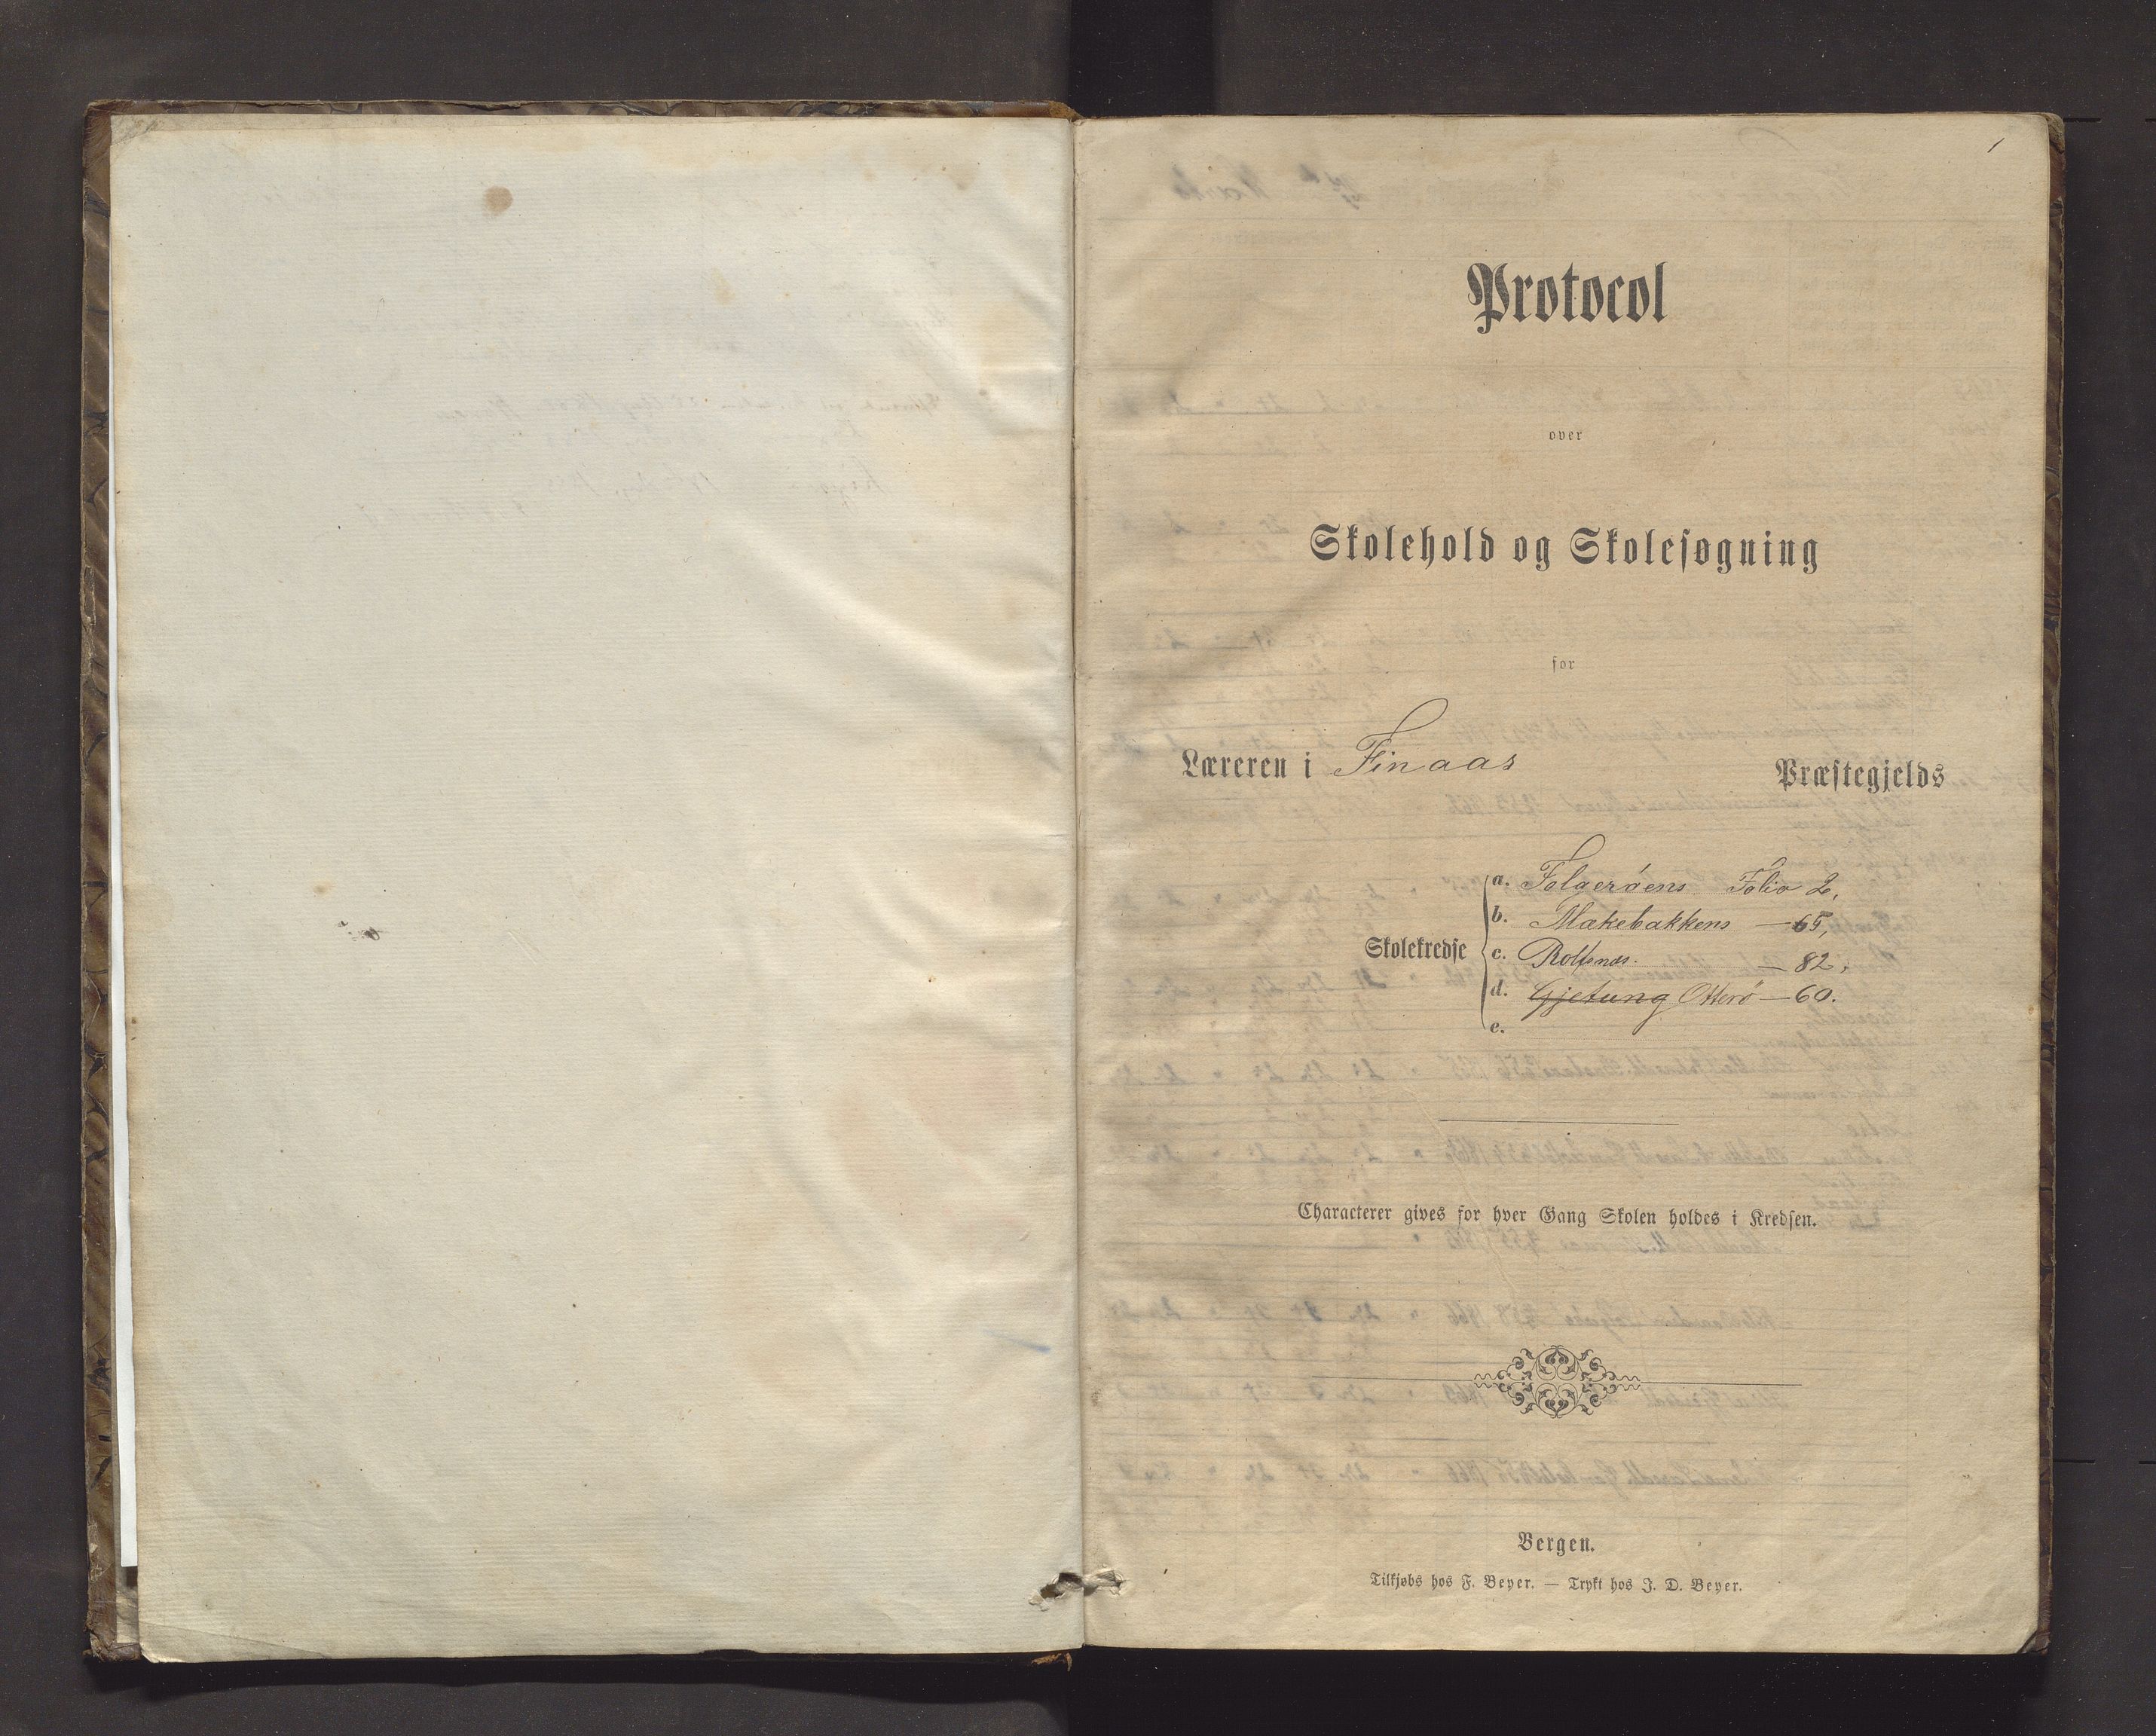 1
Protocol
over
Skolehold og Skolesøgning
for
Læreren i Finaas Præstegjelds
Skolekredse
a. Folgerøens Folio 2,
b. Mækebakkens — 65,
c. Rolfsnæs. — 82,
d. Gjetung Otterö — 60.
e.
Characterer gives for hver Gang Skolen holdes i Kredsen.
Bergen.
Tilkjøbs hos F. Beyer. — Trykt hos J. D. Beyer.